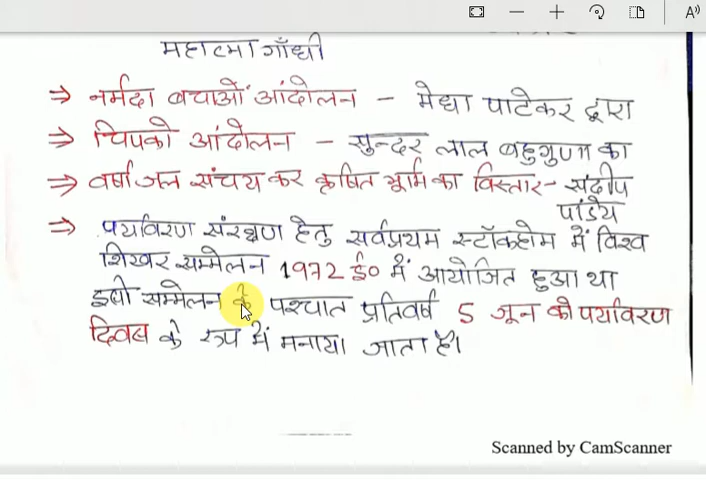 महात्मा गाँधी
⇒ नर्मदा बचाओं आंदोलन – मेधा पाटेकर द्वारा
⇒ चिपको आंदोलन – सुन्दर लाल बहुगुणा का
⇒ वर्षा जल संचय कर कृषित भूमि का विस्तार – संदीप
पांडेय
⇒ पर्यावरण संरक्षण हेतु सर्वप्रथम स्टॉकहोम में विश्व
शिखर सम्मेलन 1972 ई० में आयोजित हुआ था
इसी सम्मेलन के पश्चात प्रतिवर्ष 5 जून को पर्यावरण
दिवस के रूप में मनाया जाता है।
Scanned by CamScanner